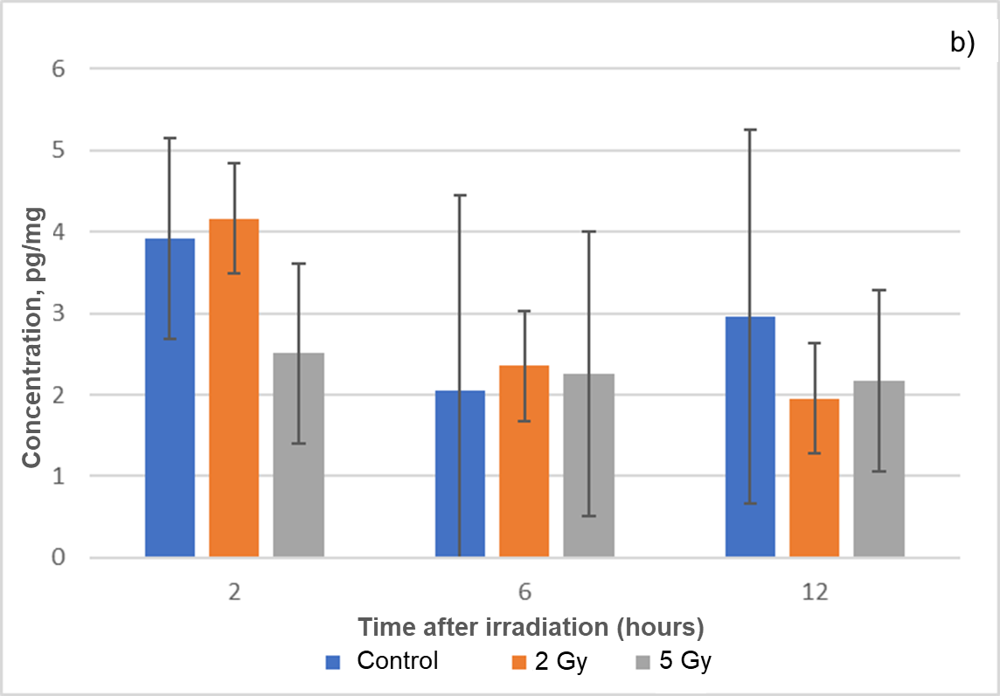 b)
6
5
4
3
2
1
0
Concentration, pg/mg
2 6 12
Time after irradiation (hours)
Control 2 Gy 5 Gy